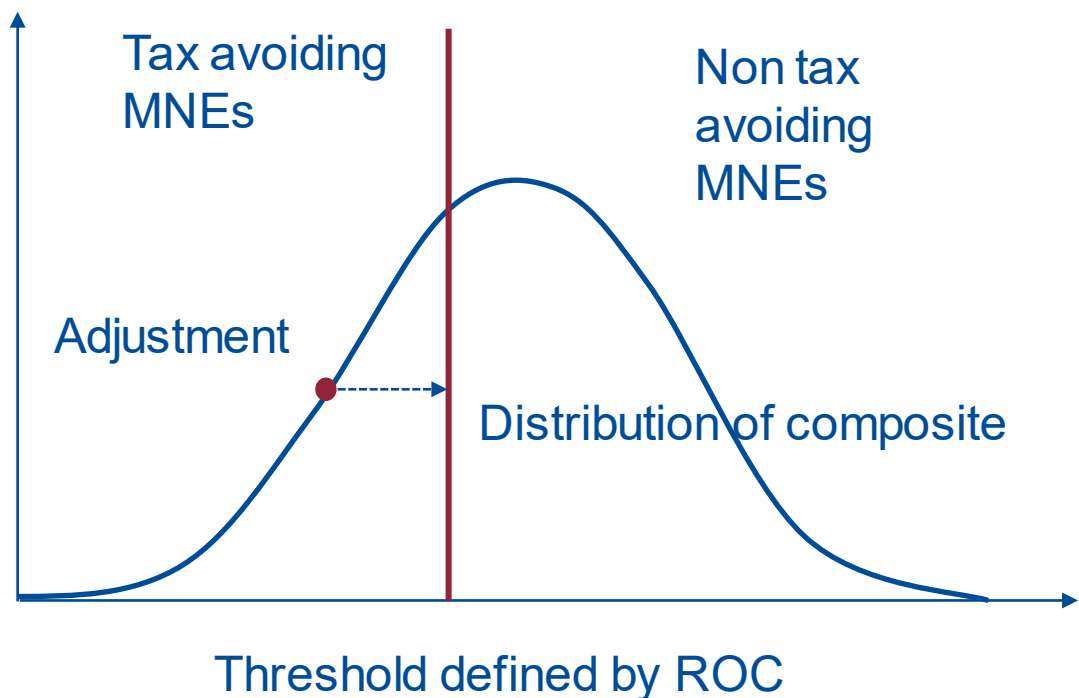 Tax avoiding
MNEs
Non tax
avoiding
MNEs
Adjustment
Distribution of composite
Threshold defined by ROC